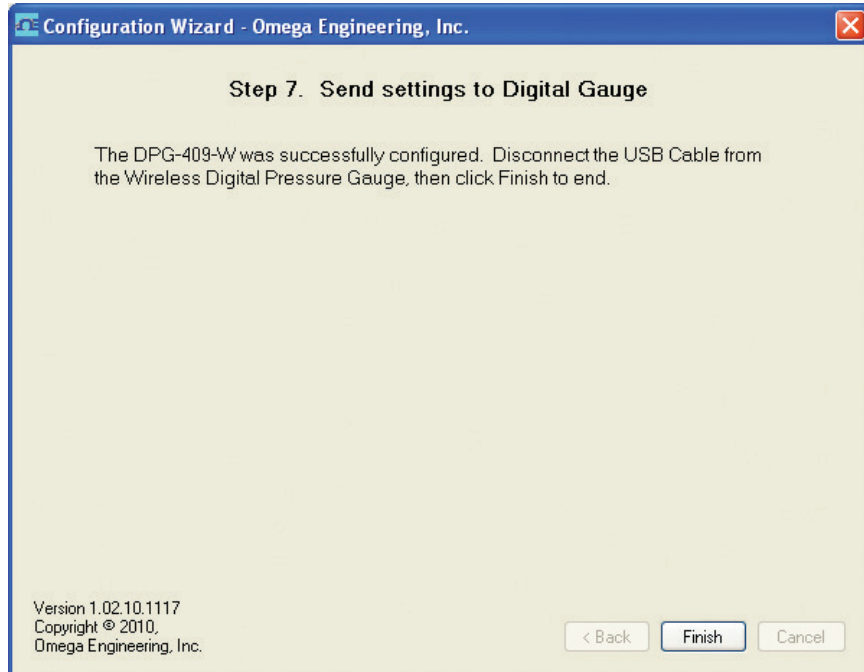 Configuration Wizard - Omega Engineering, Inc.
Step 7. Send settings to Digital Gauge
The DPG-409-W was successfully configured. Disconnect the USB Cable from
the Wireless Digital Pressure Gauge, then click Finish to end.
Version 1.02.10.1117
Copyright © 2010,
Omega Engineering, Inc.
< Back Finish Cancel